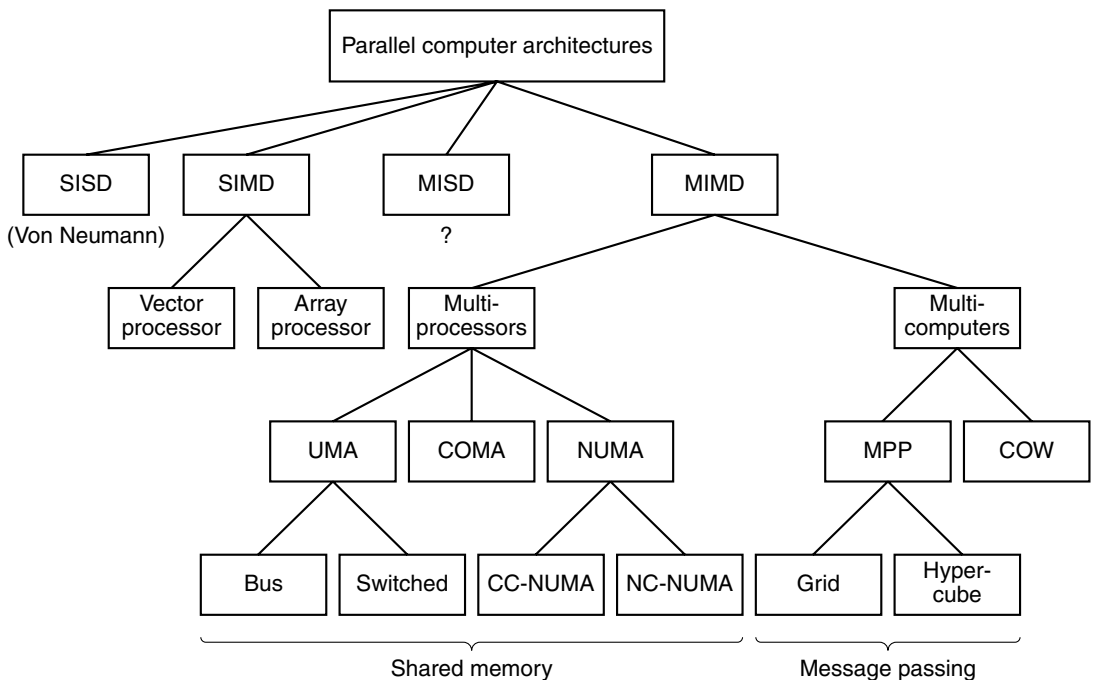 Parallel computer architectures
SISD
SIMD
MISD
MIMD
(Von Neumann)
?
Vector
processor
Array
processor
Multi-
processors
Multi-
computers
UMA
COMA
NUMA
MPP
COW
Bus
Switched
CC-NUMA
NC-NUMA
Grid
Hyper-
cube
Shared memory
Message passing